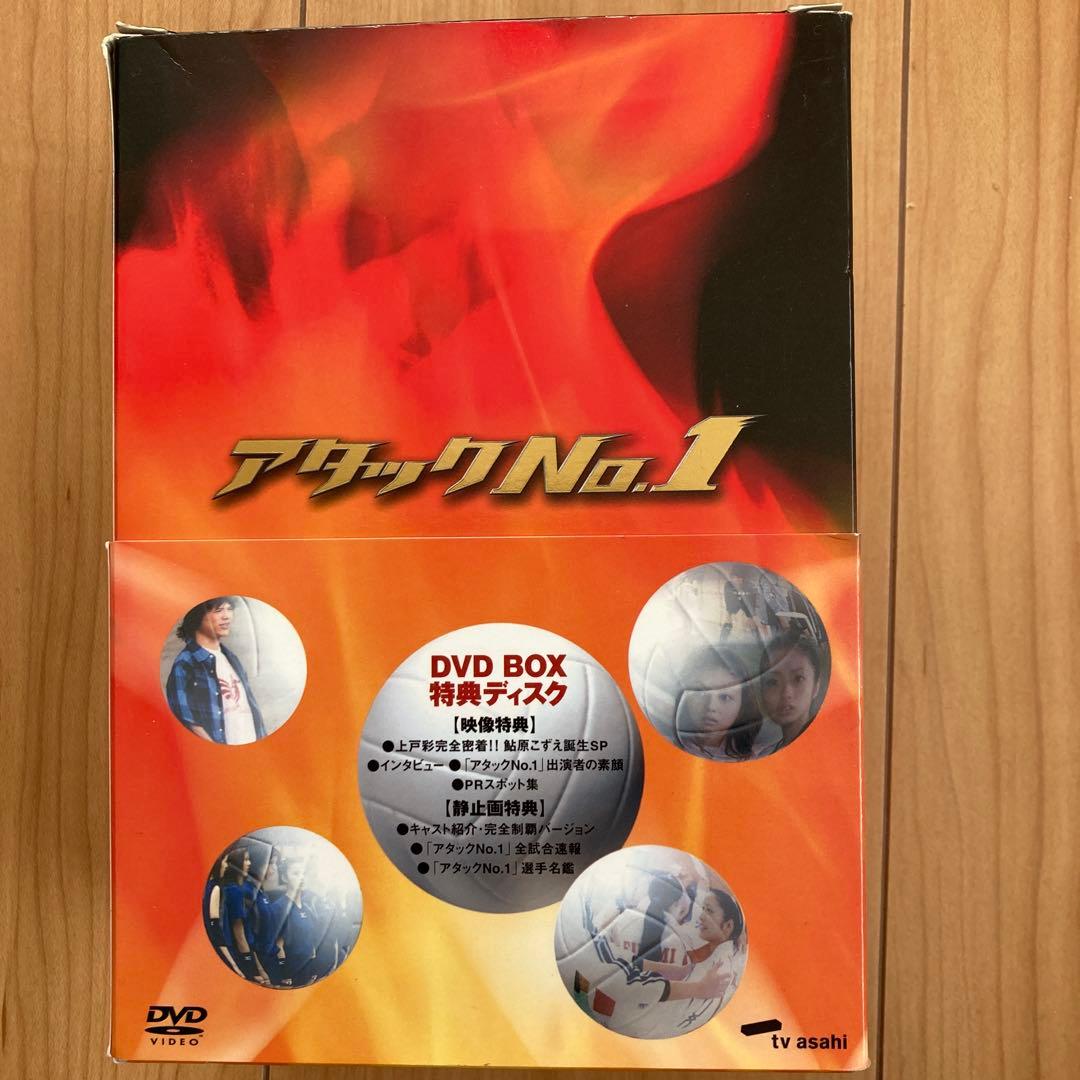 アタックNo.1
DVD BOX
特典ディスク
【映像特典】
●上戸彩完全密着!! 鮎原こずえ誕生SP
●インタビュー ●「アタックNo.1」出演者の素顔
●PRスポット集
【静止画特典】
●キャスト紹介・完全制覇バージョン
●「アタックNo.1」全試合速報
●「アタックNo.1」選手名鑑
DVD
VIDEO
tv asahi